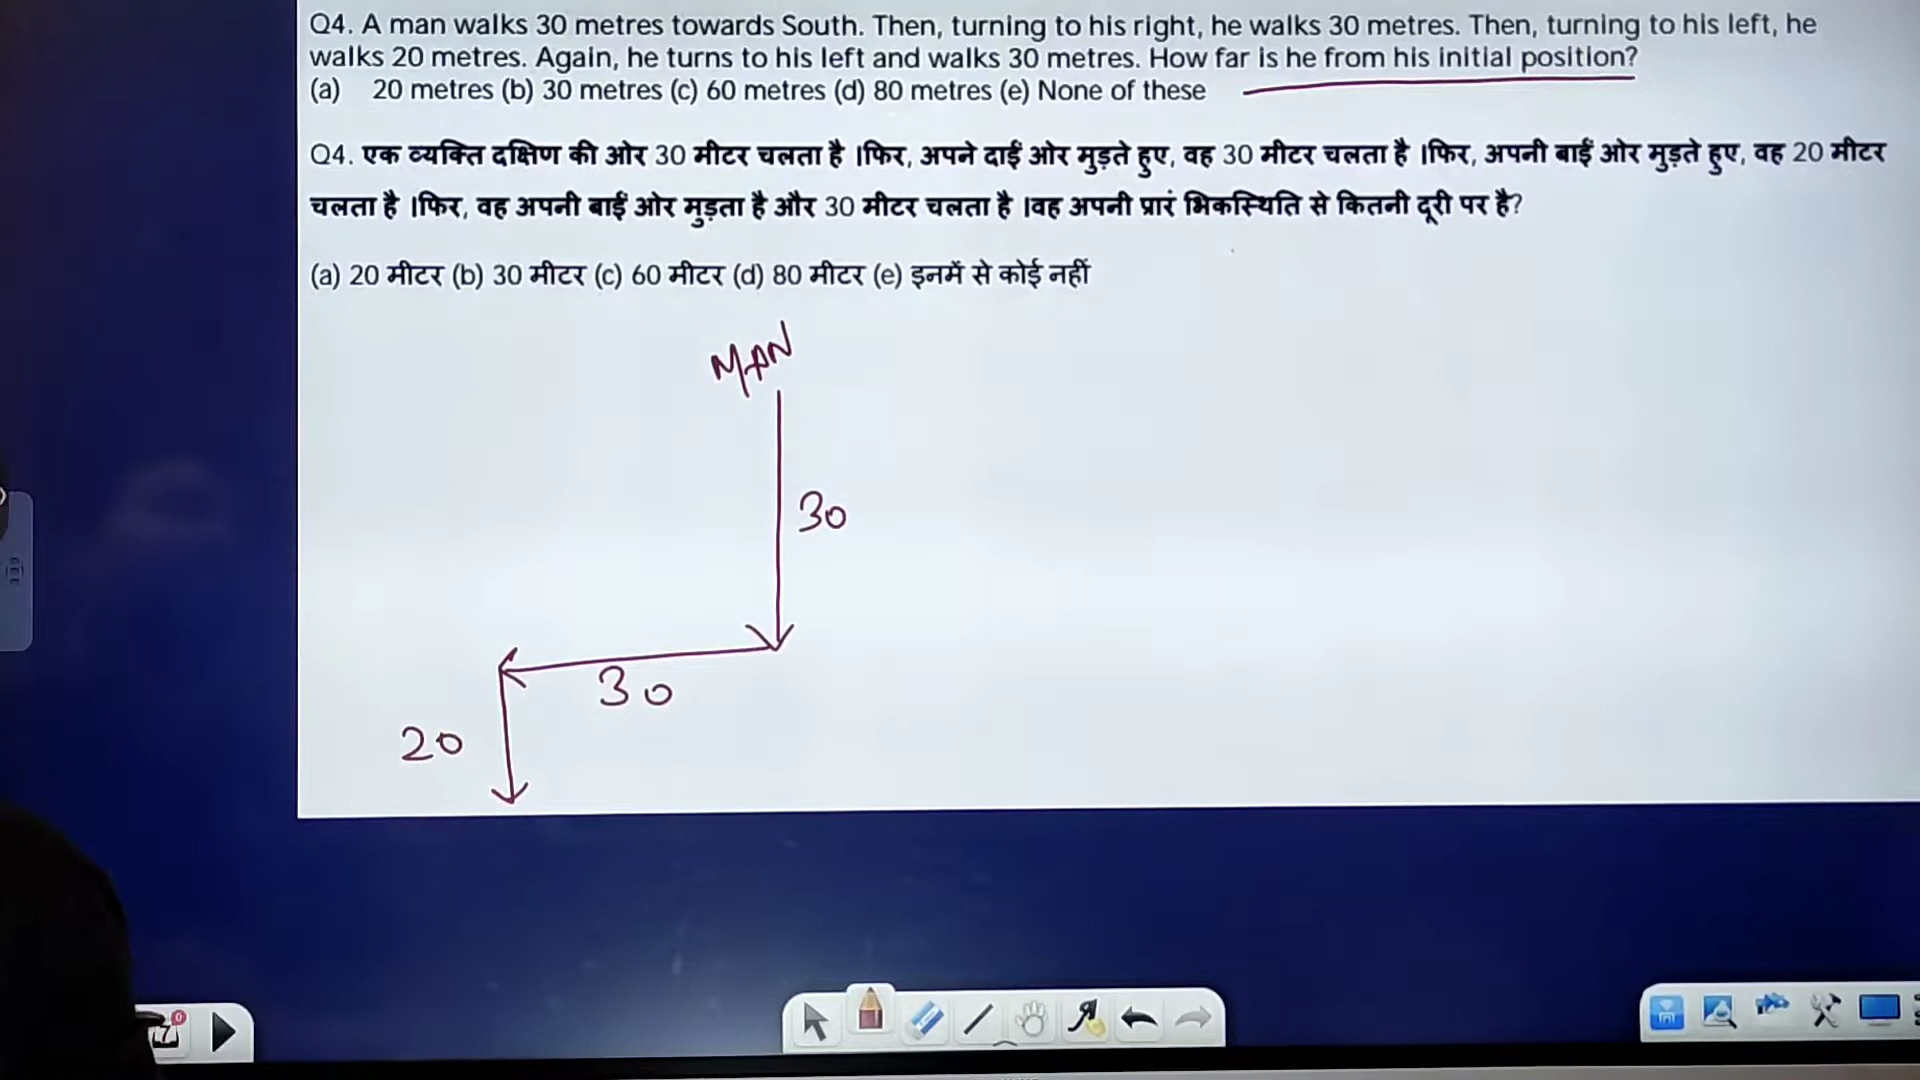 Q4. A man walks 30 metres towards South. Then, turning to his right, he walks 30 metres. Then, turning to his left, he
walks 20 metres. Again, he turns to his left and walks 30 metres. How far is he from his initial position?
(a) 20 metres (b) 30 metres (c) 60 metres (d) 80 metres (e) None of these
Q4. एक व्यक्ति दक्षिण की ओर 30 मीटर चलता है ।फिर, अपने दाईं ओर मुड़ते हुए, वह 30 मीटर चलता है ।फिर, अपनी बाईं ओर मुड़ते हुए, वह 20 मीटर
चलता है ।फिर, वह अपनी बाईं ओर मुड़ता है और 30 मीटर चलता है ।वह अपनी प्रारं भिकस्थिति से कितनी दूरी पर है?
(a) 20 मीटर (b) 30 मीटर (c) 60 मीटर (d) 80 मीटर (e) इनमें से कोई नहीं
MAN
30
30
20